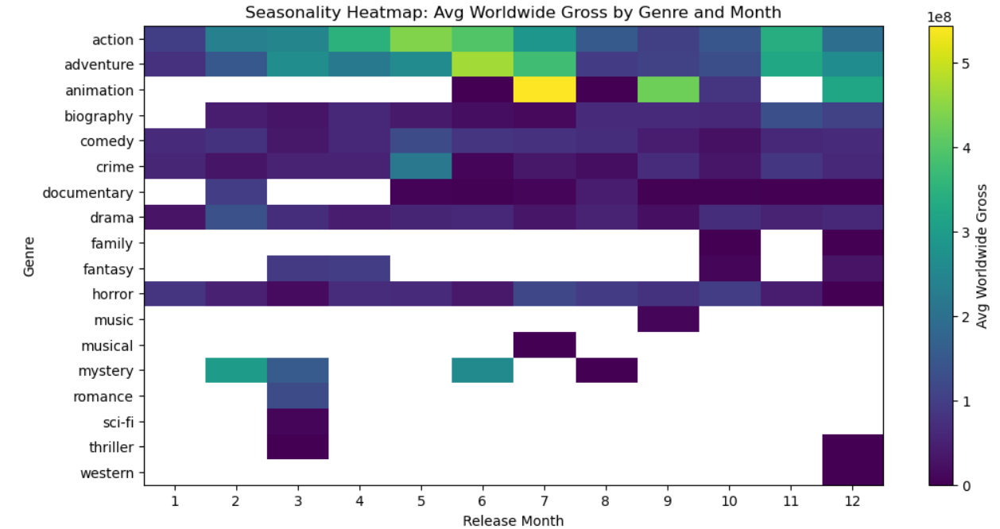 Seasonality Heatmap: Avg Worldwide Gross by Genre and Month
1e8
action
adventure
animation
biography
comedy
crime
documentary
drama
family
fantasy
horror
music
musical
mystery
romance
sci-fi
thriller
western
Genre
1 2 3 4 5 6 7 8 9 10 11 12
Release Month
5
4
3
2
1
0
Avg Worldwide Gross